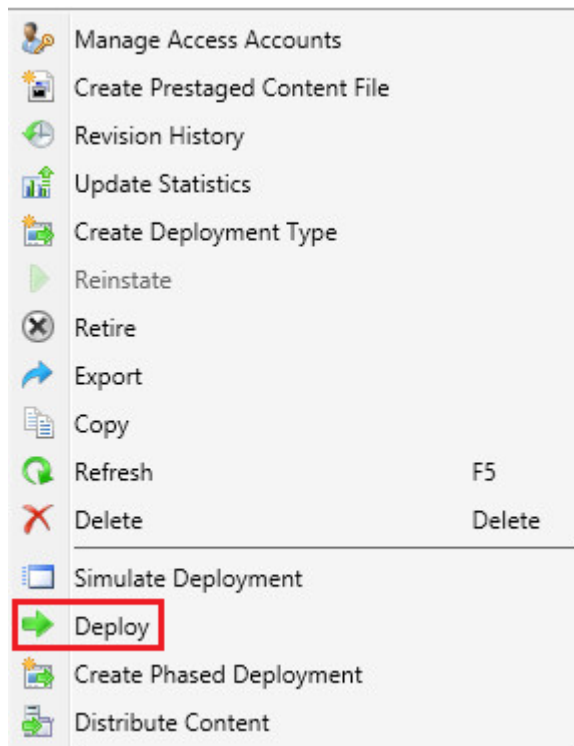 Manage Access Accounts
Create Prestaged Content File
Revision History
Update Statistics
Create Deployment Type
Reinstate
Retire
Export
Copy
Refresh F5
Delete Delete
Simulate Deployment
Deploy
Create Phased Deployment
Distribute Content